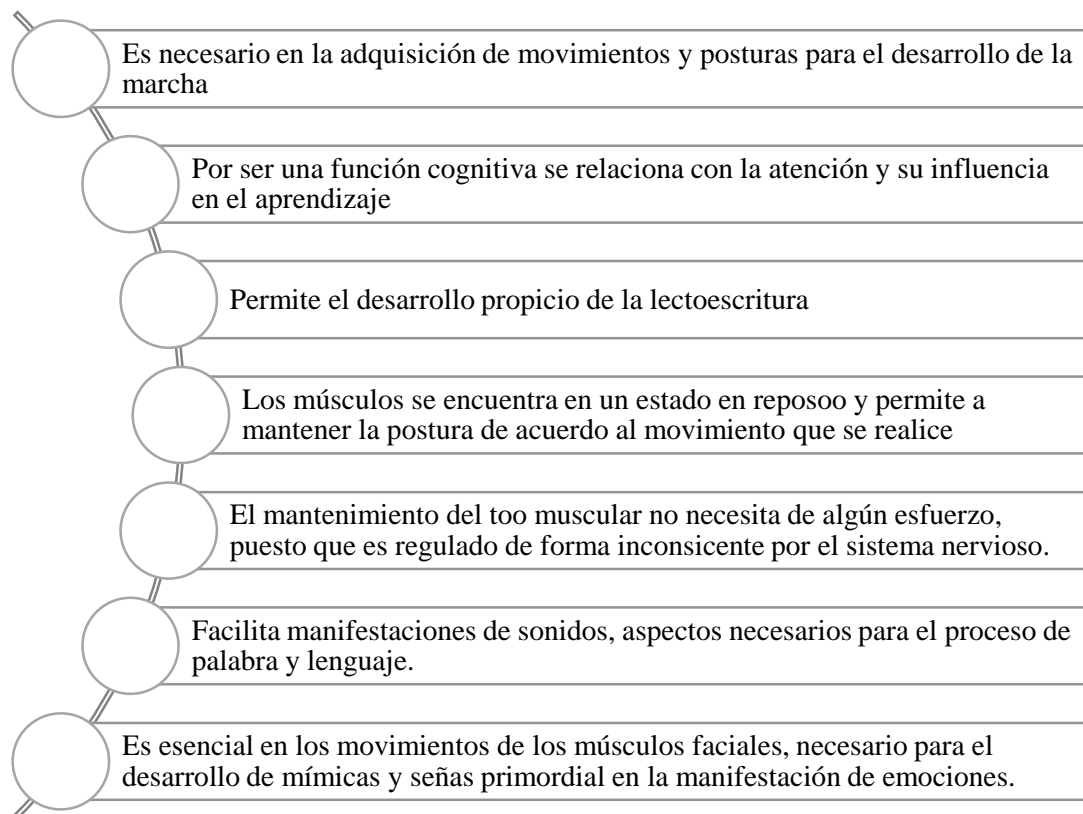 Es necesario en la adquisición de movimientos y posturas para el desarrollo de la
marcha
Por ser una función cognitiva se relaciona con la atención y su influencia
en el aprendizaje
Permite el desarrollo propicio de la lectoescritura
Los músculos se encuentra en un estado en reposoo y permite a
mantener la postura de acuerdo al movimiento que se realice
El mantenimiento del too muscular no necesita de algún esfuerzo,
puesto que es regulado de forma inconsicente por el sistema nervioso.
Facilita manifestaciones de sonidos, aspectos necesarios para el proceso de
palabra y lenguaje.
Es esencial en los movimientos de los músculos faciales, necesario para el
desarrollo de mímicas y señas primordial en la manifestación de emociones.